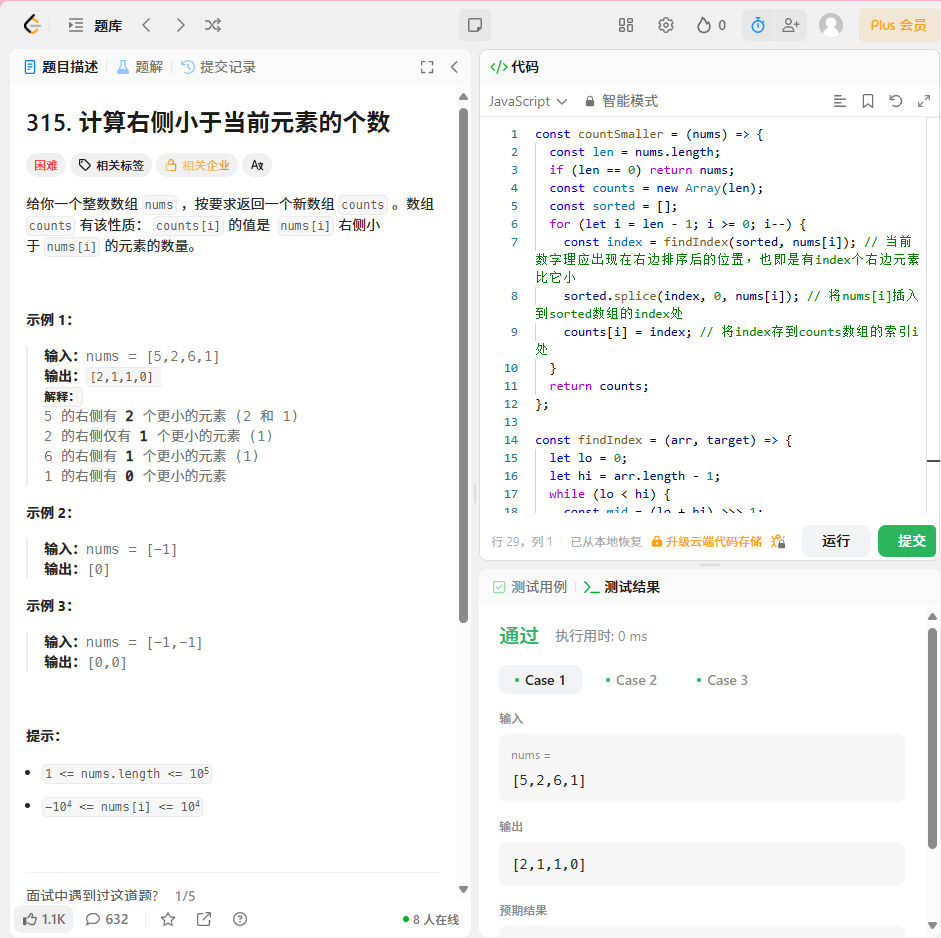 题库
0
Plus 会员
题目描述
题解
提交记录
315. 计算右侧小于当前元素的个数
困难
相关标签
相关企业
给你一个整数数组 nums ，按要求返回一个新数组 counts 。数组
counts 有该性质： counts[i] 的值是 nums[i] 右侧小
于 nums[i] 的元素的数量。
示例 1：
输入：nums = [5,2,6,1]
输出：[2,1,1,0]
解释：
5 的右侧有 2 个更小的元素 (2 和 1)
2 的右侧仅有 1 个更小的元素 (1)
6 的右侧有 1 个更小的元素 (1)
1 的右侧有 0 个更小的元素
示例 2：
输入：nums = [-1]
输出：[0]
示例 3：
输入：nums = [-1,-1]
输出：[0,0]
提示：
1 <= nums.length <= 10⁵
-10⁴ <= nums[i] <= 10⁴
面试中遇到过这道题? 1/5
1.1K
632
8 人在线
</> 代码
JavaScript
智能模式
1 const countSmaller = (nums) => {
2 const len = nums.length;
3 if (len == 0) return nums;
4 const counts = new Array(len);
5 const sorted = [];
6 for (let i = len - 1; i >= 0; i--) {
7 const index = findIndex(sorted, nums[i]); // 当前
数字理应出现在右边排序后的位置，也即是有index个右边元素
比它小
8 sorted.splice(index, 0, nums[i]); // 将nums[i]插入
到sorted数组的index处
9 counts[i] = index; // 将index存到counts数组的索引i
处
10 }
11 return counts;
12 };
13
14 const findIndex = (arr, target) => {
15 let lo = 0;
16 let hi = arr.length - 1;
17 while (lo < hi) {
18 const mid = (lo + hi) >>> 1;
行 29，列 1
已从本地恢复
升级云端代码存储
运行
提交
测试用例
测试结果
通过
执行用时: 0 ms
Case 1
Case 2
Case 3
输入
nums =
[5,2,6,1]
输出
[2,1,1,0]
预期结果